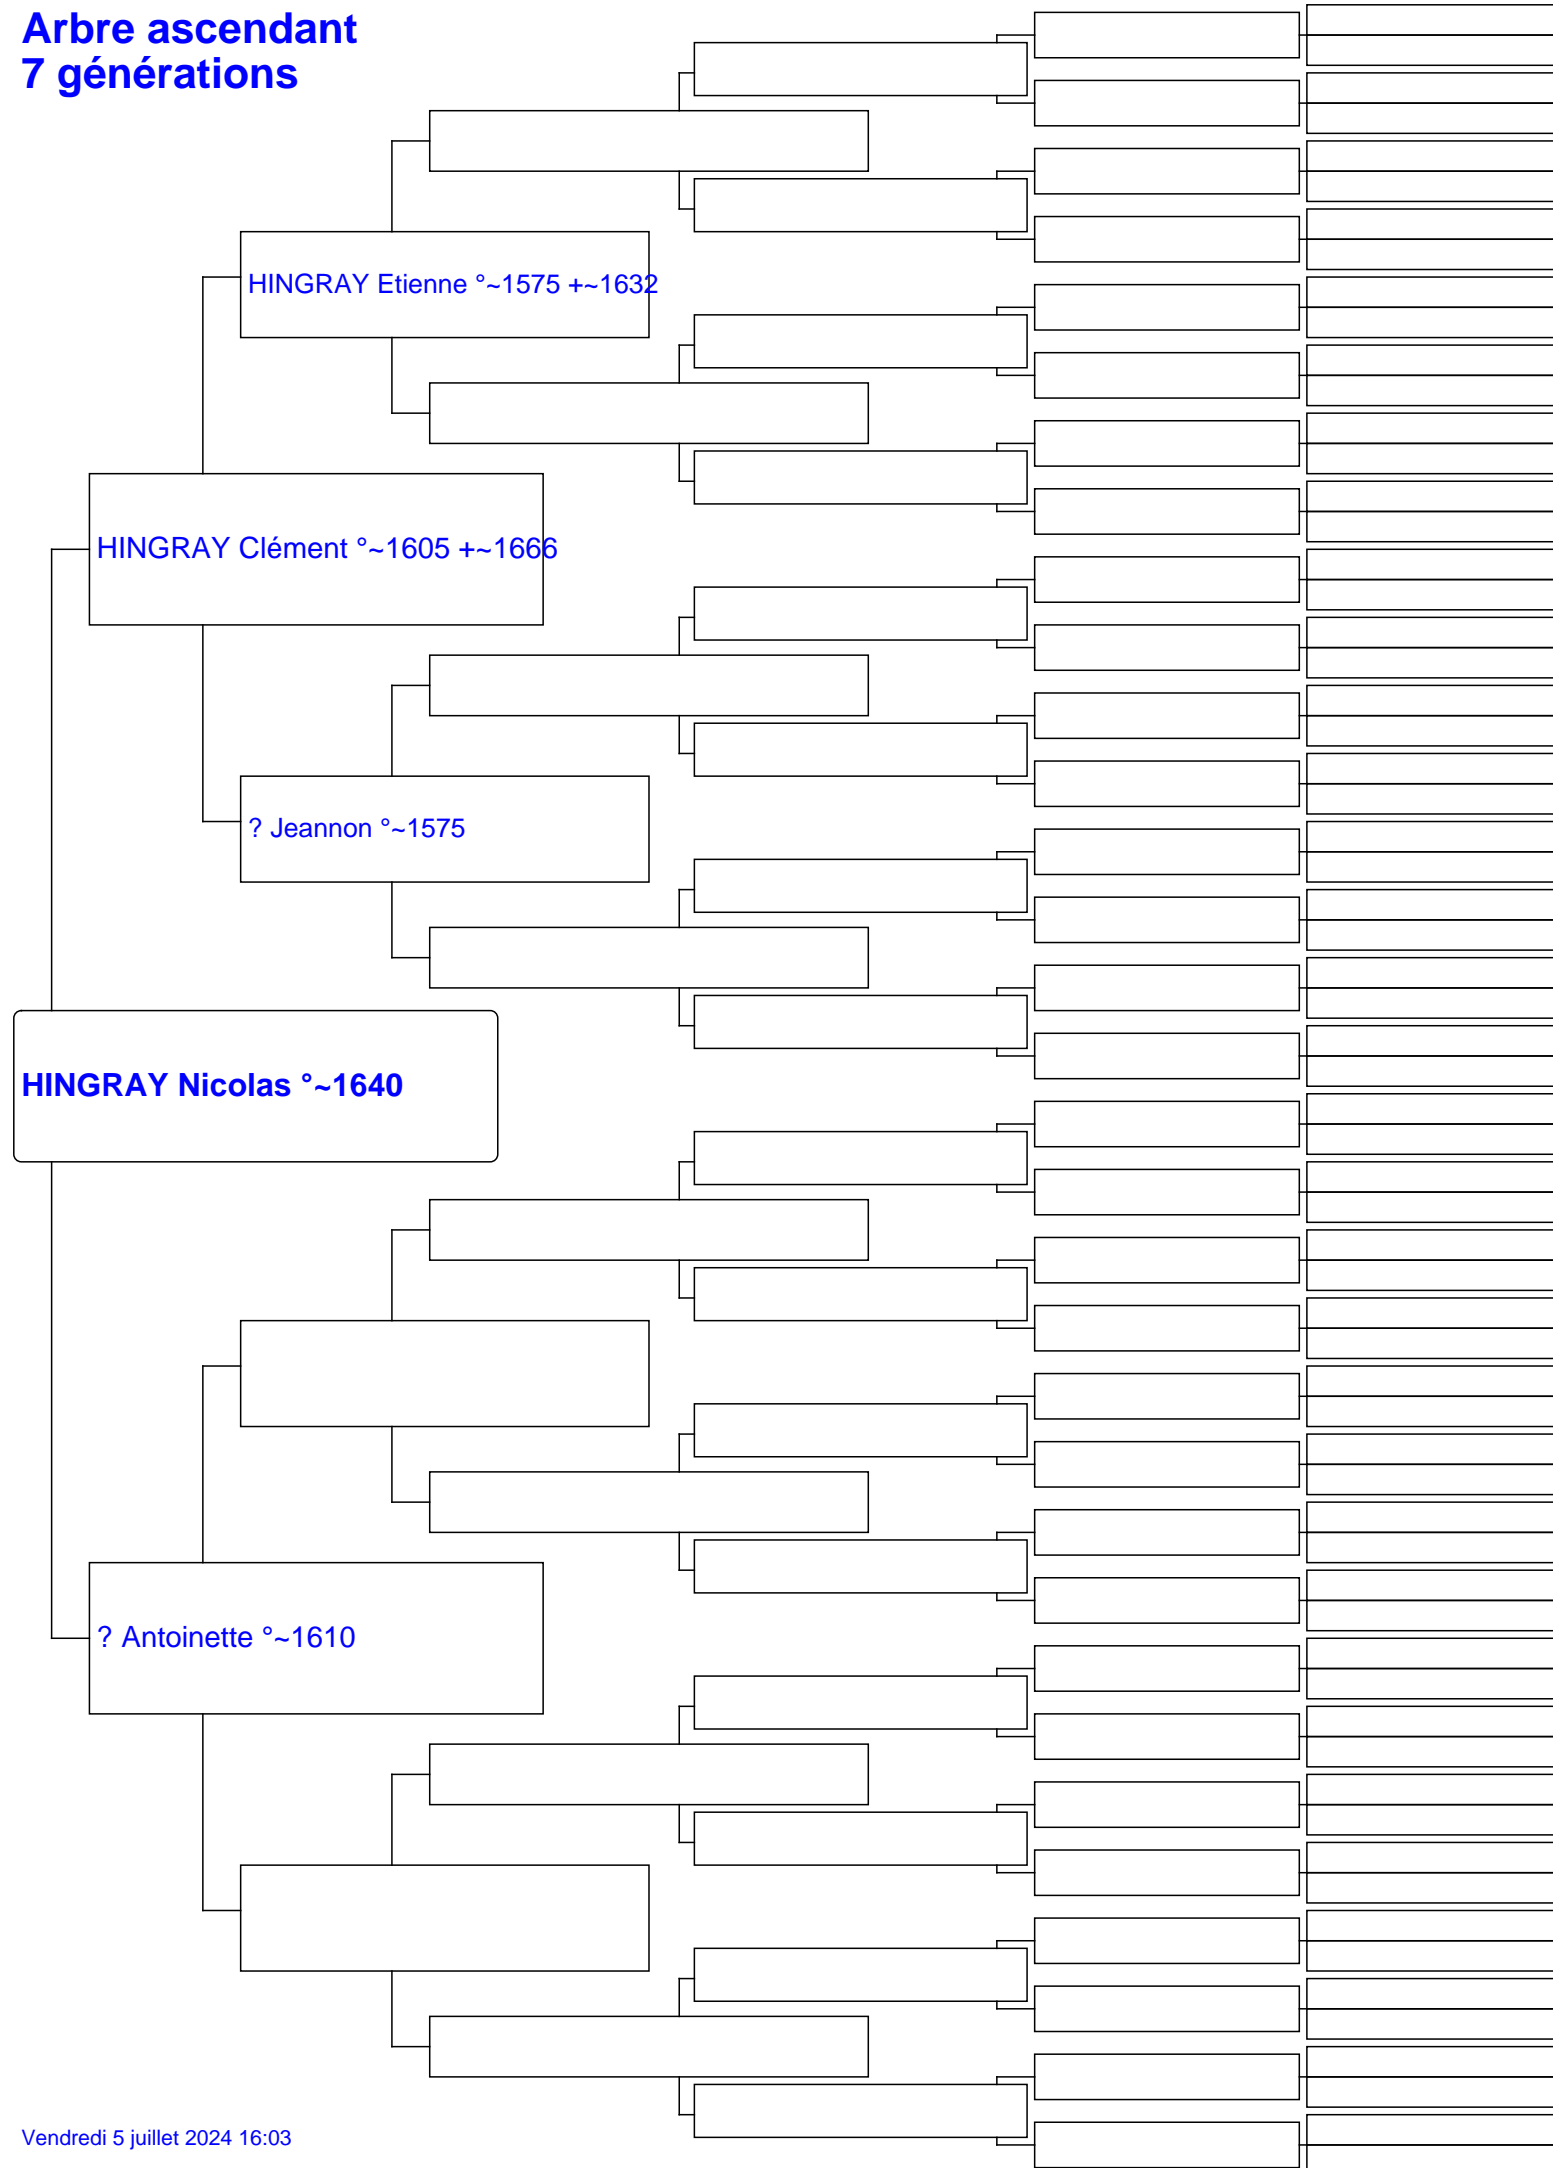 Arbre ascendant
7 générations
HINGRAY Etienne °~1575 +~1632
HINGRAY Clément °~1605 +~1666
? Jeannon °~1575
HINGRAY Nicolas °~1640
? Antoinette °~1610
Vendredi 5 juillet 2024 16:03